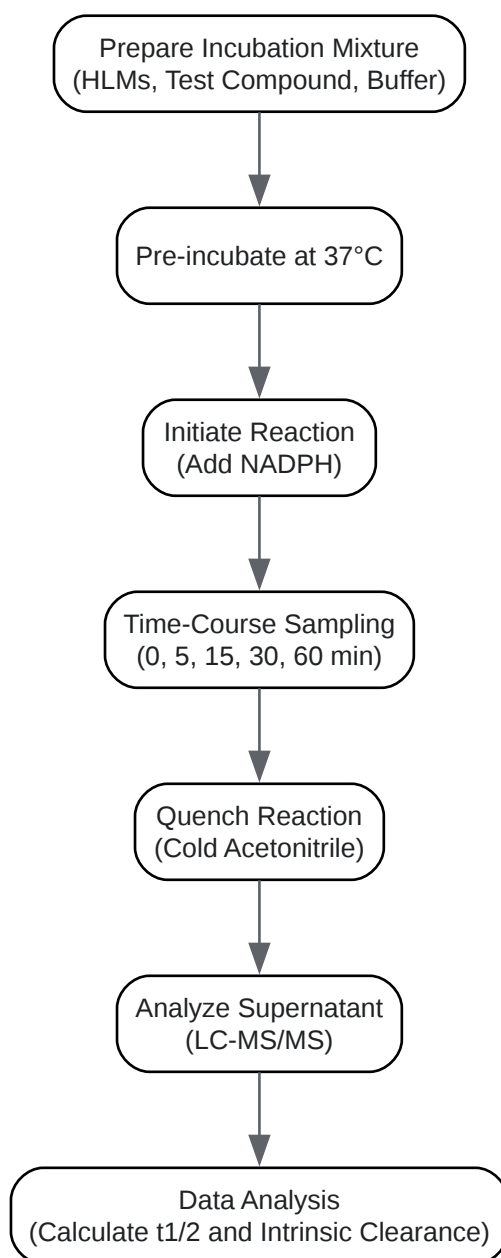 Prepare Incubation Mixture
(HLMs, Test Compound, Buffer)
Pre-incubate at 37°C
Initiate Reaction
(Add NADPH)
Time-Course Sampling
(0, 5, 15, 30, 60 min)
Quench Reaction
(Cold Acetonitrile)
Analyze Supernatant
(LC-MS/MS)
Data Analysis
(Calculate t1/2 and Intrinsic Clearance)